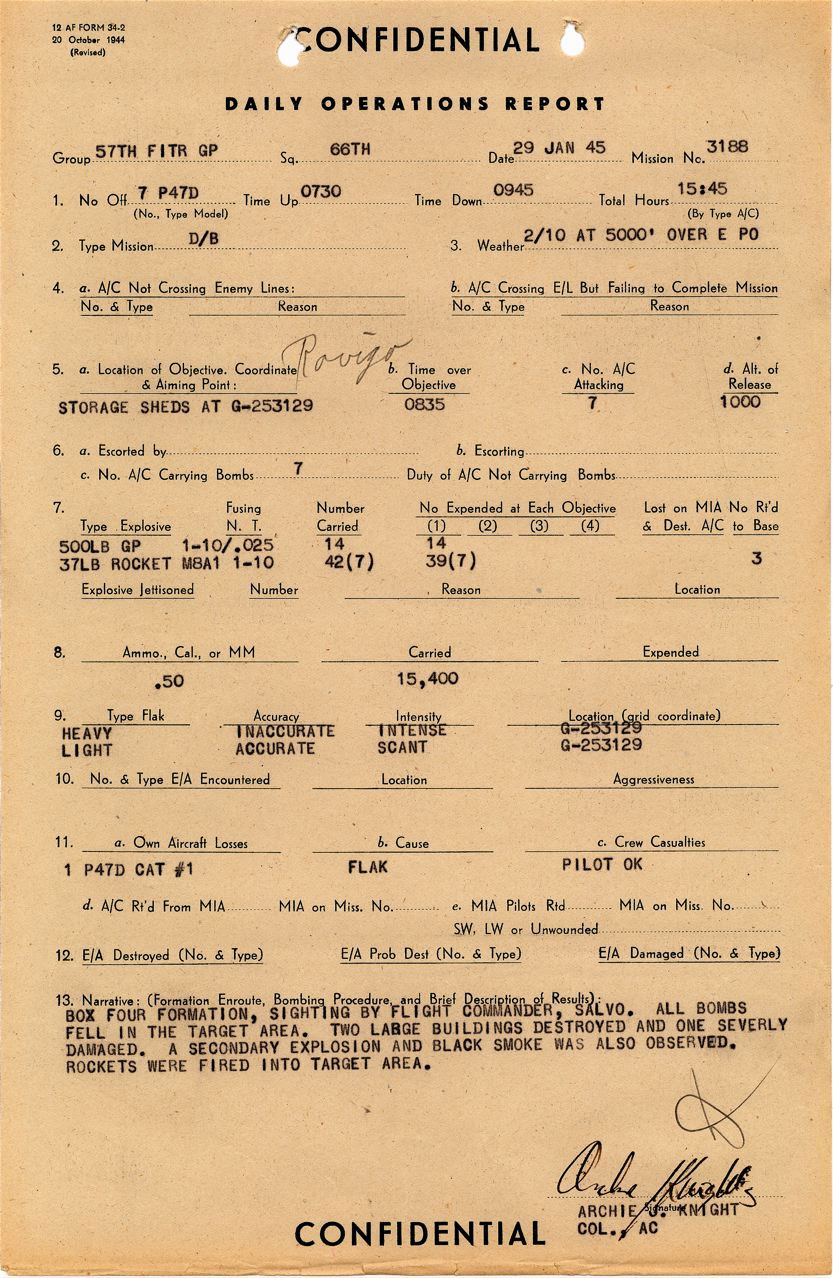 12 AF FORM 34-2
20 October 1944
(Revised)
CONFIDENTIAL
DAILY OPERATIONS REPORT
Group 57TH FITR GP Sq. 66TH Date 29 JAN 45 Mission No. 3188
1. No Off 7 P47D Time Up 0730 Time Down 0945 Total Hours 15:45
(No., Type Model) (By Type A/C)
2. Type Mission D/B 3. Weather 2/10 AT 5000' OVER E PO
4. a. A/C Not Crossing Enemy Lines: b. A/C Crossing E/L But Failing to Complete Mission
No. & Type Reason No. & Type Reason
Rovigo
5. a. Location of Objective. Coordinate b. Time over c. No. A/C d. Alt. of
& Aiming Point: Objective Attacking Release
STORAGE SHEDS AT G-253129 0835 7 1000
6. a. Escorted by b. Escorting
c. No. A/C Carrying Bombs 7 Duty of A/C Not Carrying Bombs
7. Fusing Number No Expended at Each Objective Lost on MIA No Rt'd
Type Explosive N. T. Carried (1) (2) (3) (4) & Dest. A/C to Base
500LB GP 1-10/.025 14 14
37LB ROCKET M8A1 1-10 42(7) 39(7) 3
Explosive Jettisoned Number Reason Location
8. Ammo., Cal., or MM Carried Expended
.50 15,400
9. Type Flak Accuracy Intensity Location (grid coordinate)
HEAVY INACCURATE INTENSE G-253129
LIGHT ACCURATE SCANT G-253129
10. No. & Type E/A Encountered Location Aggressiveness
11. a. Own Aircraft Losses b. Cause c. Crew Casualties
1 P47D CAT #1 FLAK PILOT OK
d. A/C Rt'd From MIA MIA on Miss. No. e. MIA Pilots Rtd MIA on Miss. No.
SW, LW or Unwounded
12. E/A Destroyed (No. & Type) E/A Prob Dest (No. & Type) E/A Damaged (No. & Type)
13. Narrative: (Formation Enroute, Bombing Procedure, and Brief Description of Results):
BOX FOUR FORMATION, SIGHTING BY FLIGHT COMMANDER, SALVO. ALL BOMBS
FELL IN THE TARGET AREA. TWO LARGE BUILDINGS DESTROYED AND ONE SEVERLY
DAMAGED. A SECONDARY EXPLOSION AND BLACK SMOKE WAS ALSO OBSERVED.
ROCKETS WERE FIRED INTO TARGET AREA.
Archie J Knight
Signature
ARCHIE J. KNIGHT
COL., AC
CONFIDENTIAL